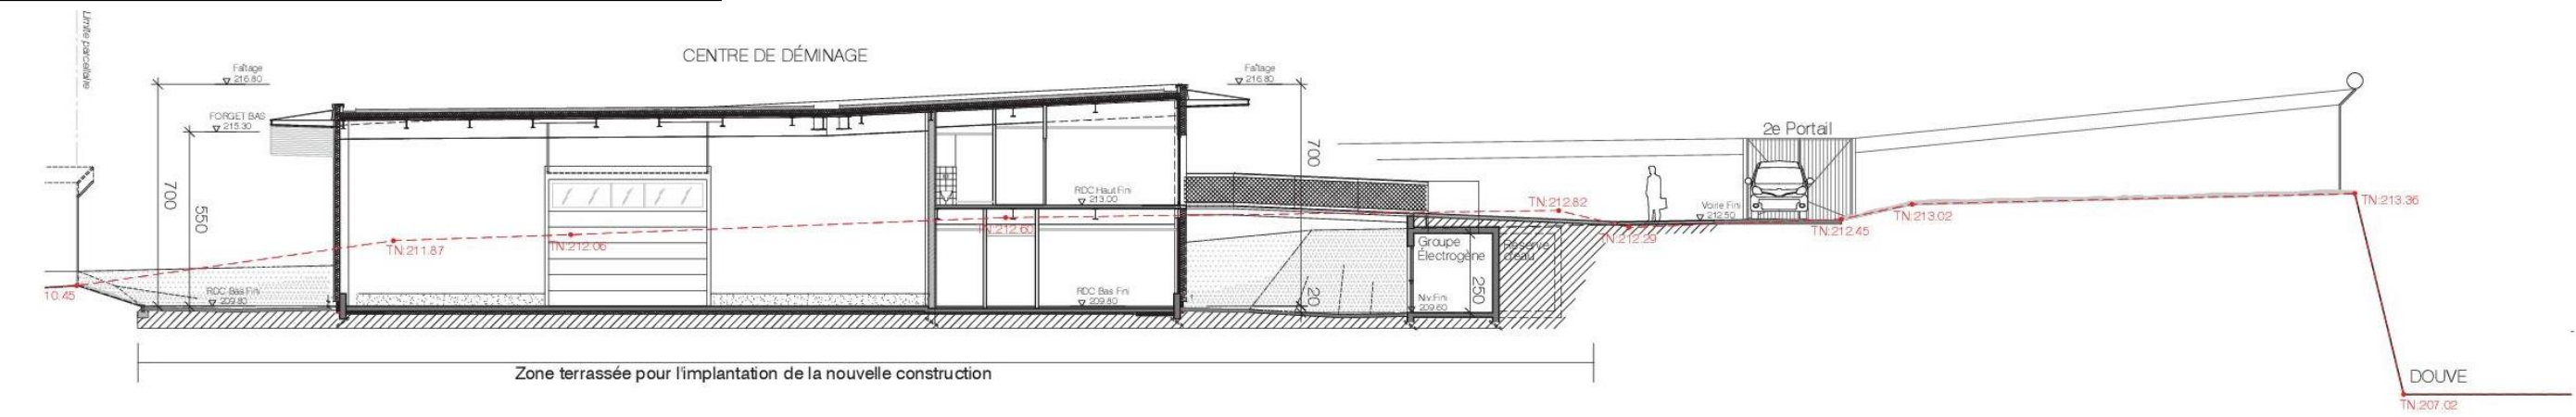 Limite parcellaire
CENTRE DE DÉMINAGE
Faîtage
216.80
Faîtage
216.80
FORGET BAS
215.30
700
550
700
2e Portail
RDC Haut Fini
213.00
TN:212.82
Voirie Fini
212.50
TN:213.36
TN:213.02
TN:212.45
TN:212.29
TN:212.60
TN:212.06
TN:211.87
Groupe
Électrogène
Réserve
d'eau
250
20
10.45
RDC Bas Fini
209.80
RDC Bas Fini
209.80
Niv.Fini
209.60
Zone terrassée pour l'implantation de la nouvelle construction
DOUVE
TN:207.02